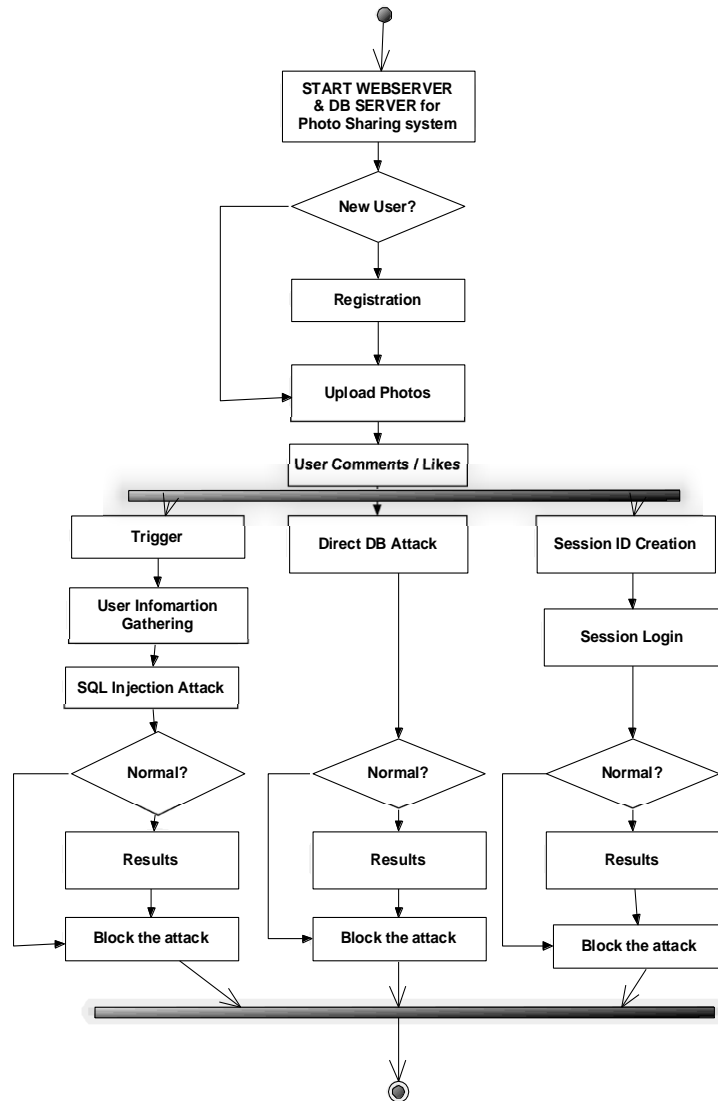 START WEBSERVER
& DB SERVER for
Photo Sharing system
New User?
Registration
Upload Photos
User Comments / Likes
Trigger
Direct DB Attack
Session ID Creation
User Infomartion
Gathering
Session Login
SQL Injection Attack
Normal?
Normal?
Normal?
Results
Results
Results
Block the attack
Block the attack
Block the attack